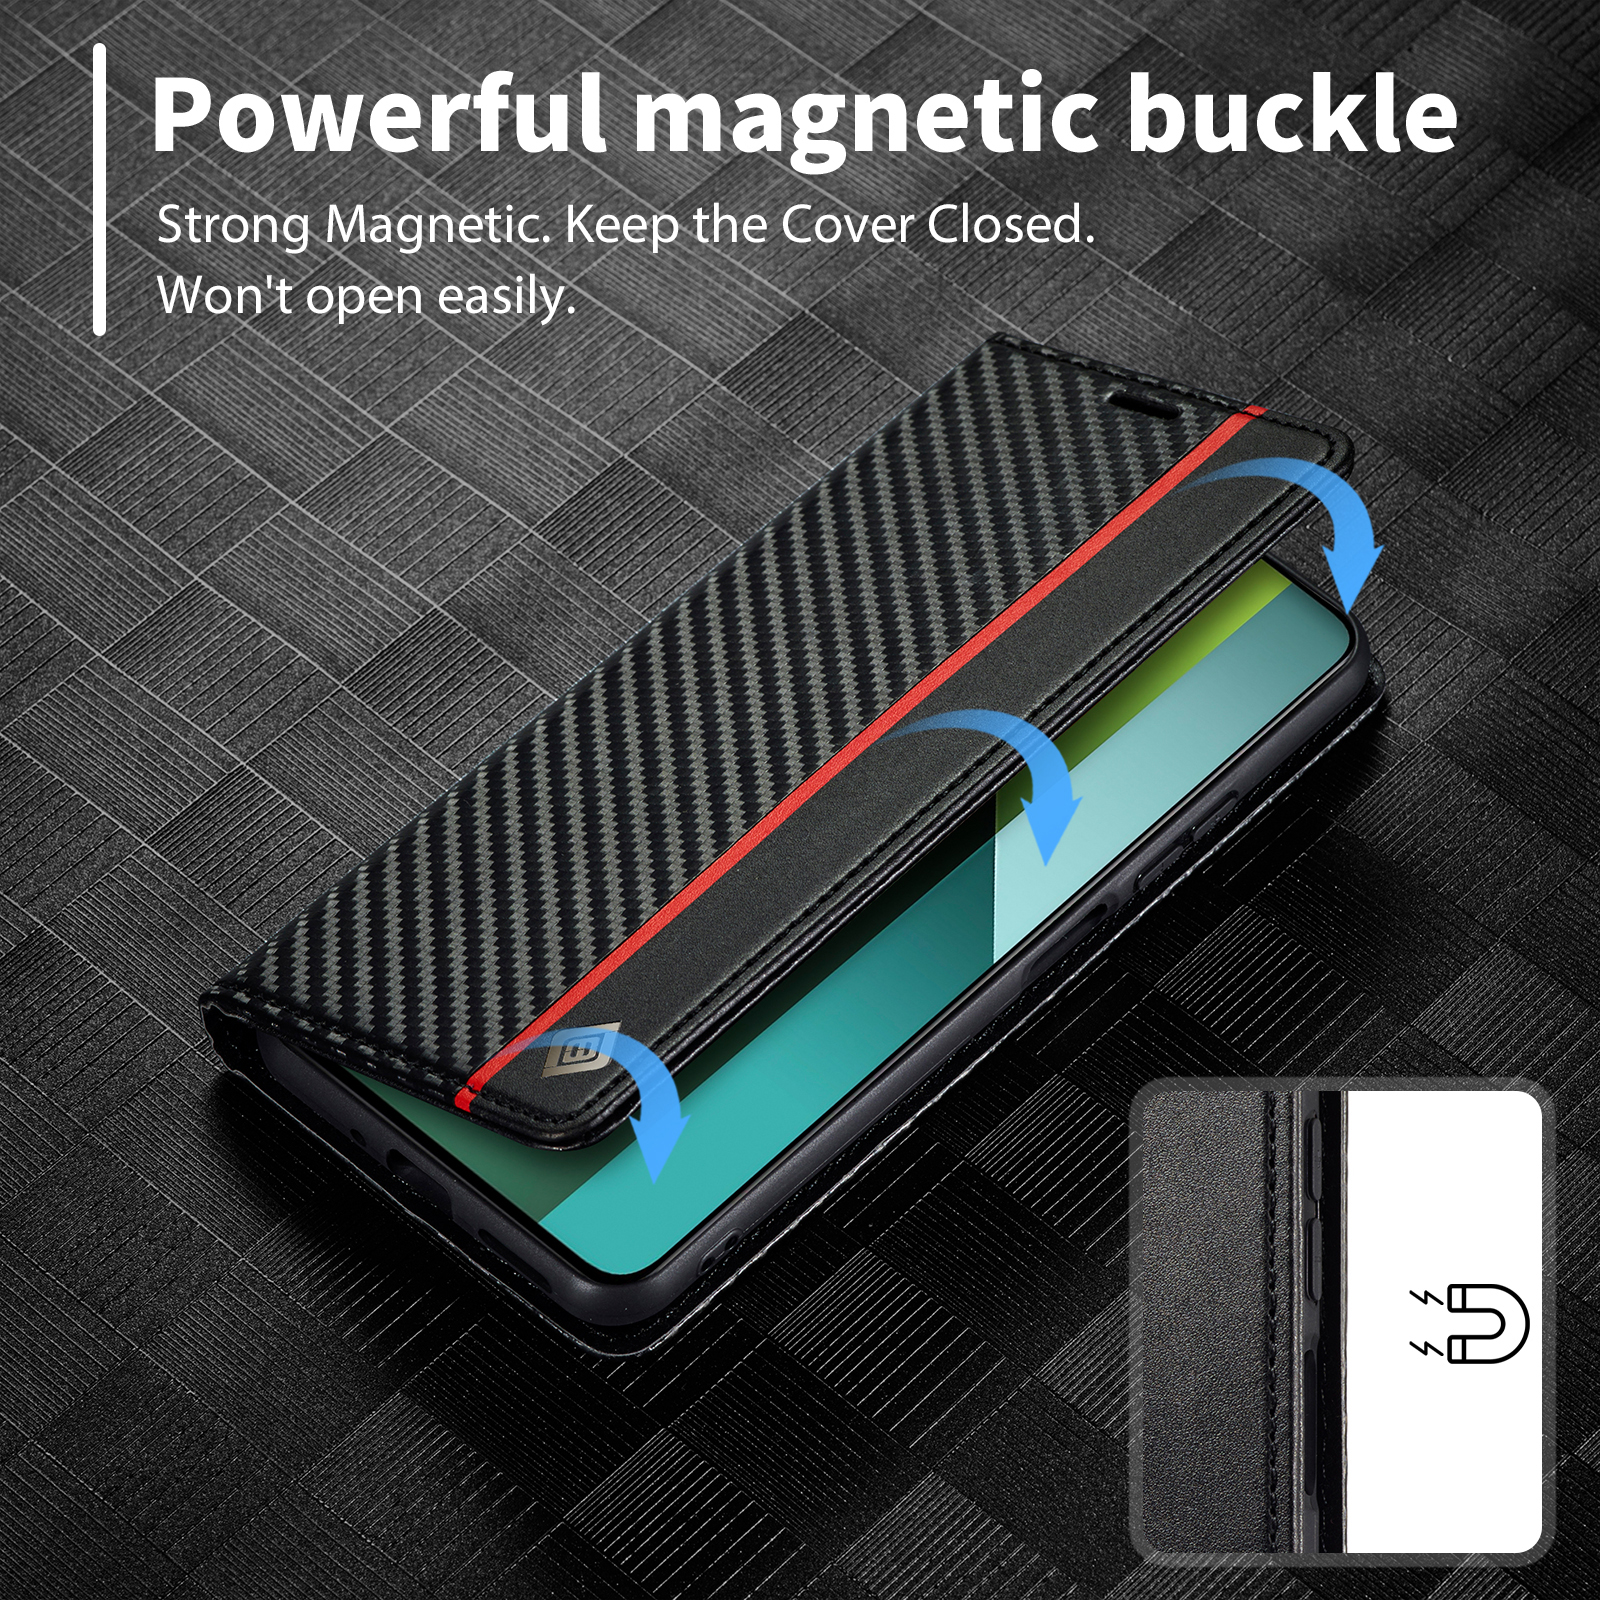 Powerful magnetic buckle
Strong Magnetic. Keep the Cover Closed.
Won't open easily.